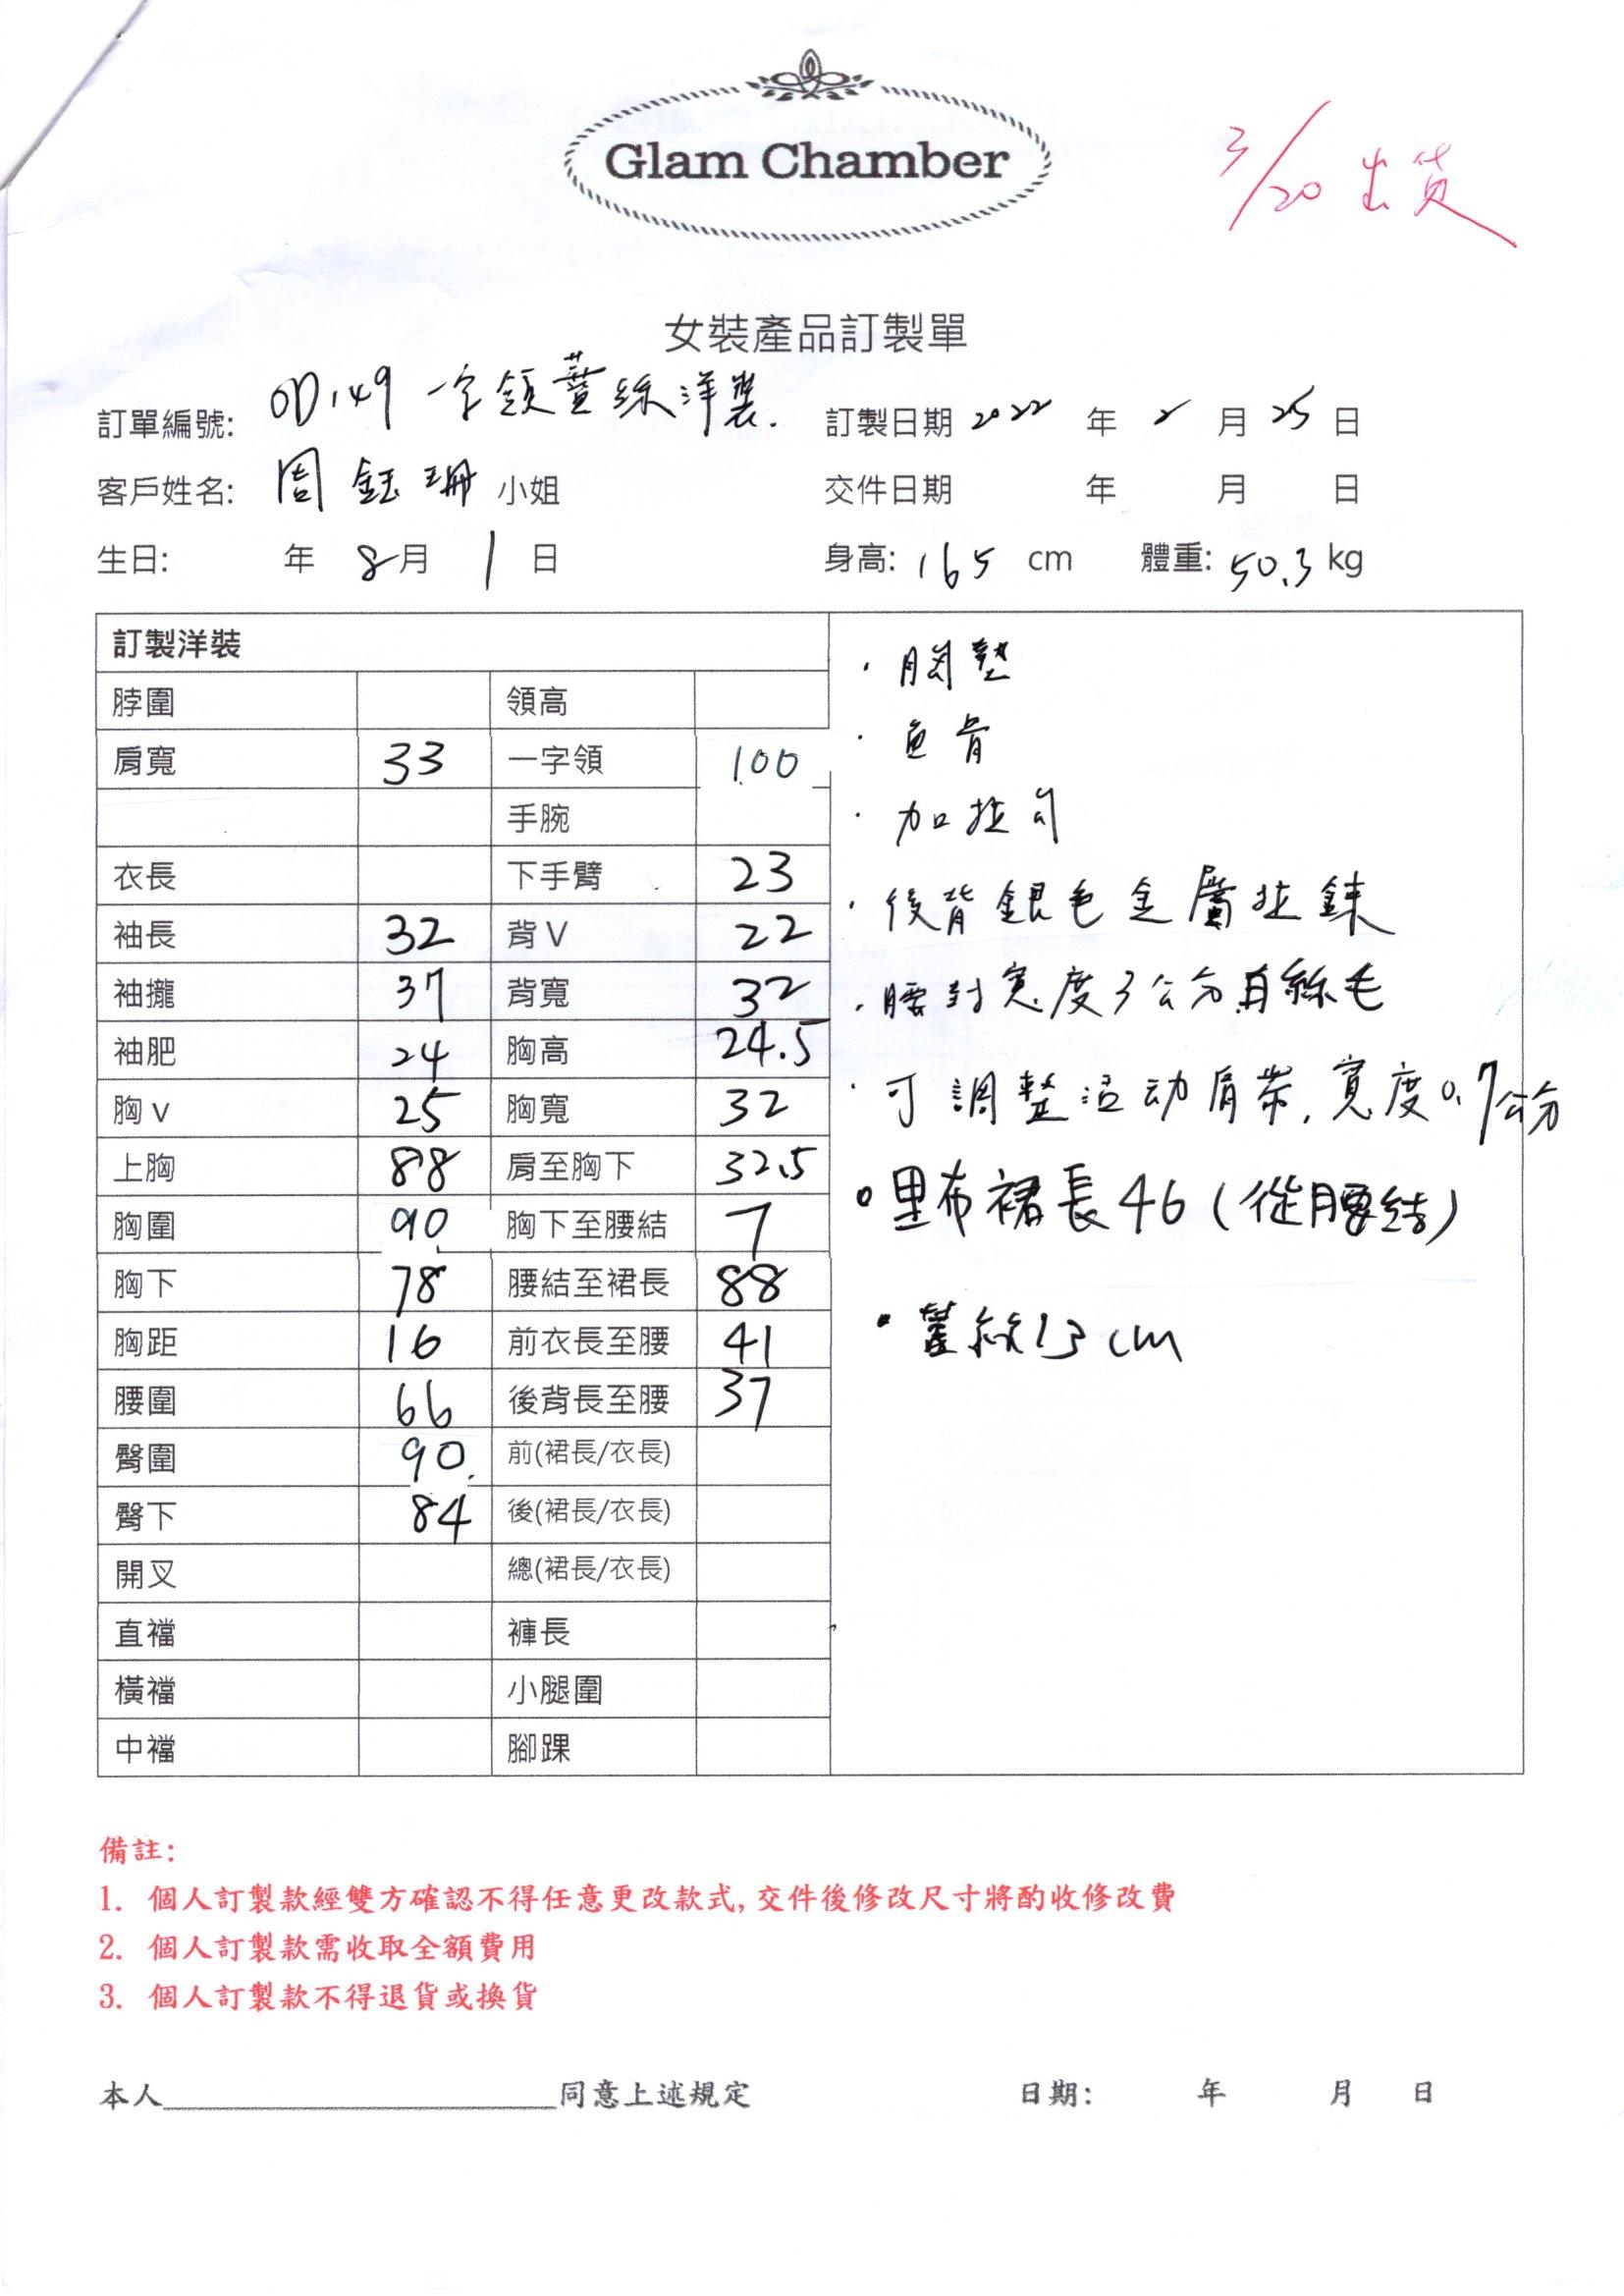 Glam Chamber
3/20 出货
女裝產品訂製單
訂單編號: OD149 一字領蕾絲洋裝.
訂製日期 2022 年 2 月 25 日
客戶姓名: 周鈺珊 小姐
交件日期 年 月 日
生日: 年 8月 1 日
身高: 165 cm 體重: 50.3 kg
訂製洋裝
脖圍 領高
肩寬 33 一字領 100
手腕
衣長 下手臂 23
袖長 32 背V 22
袖攏 37 背寬 32
袖肥 24 胸高 24.5
胸v 25 胸寬 32
上胸 88 肩至胸下 32.5
胸圍 90 胸下至腰結 7
胸下 78 腰結至裙長 88
胸距 16 前衣長至腰 41
腰圍 66 後背長至腰 37
臀圍 90. 前(裙長/衣長)
臀下 84 後(裙長/衣長)
開叉 總(裙長/衣長)
直襠 褲長
橫襠 小腿圍
中襠 腳踝
· 胸墊
· 魚骨
· 加拉勾
· 後背銀色金屬拉鍊
· 腰封寬度3公分
· 可調整活动肩帶, 寬度0.7公分
· 里布裙長46(從腰結)
· 蕾絲13cm
備註:
1. 個人訂製款經雙方確認不得任意更改款式, 交件後修改尺寸將酌收修改費
2. 個人訂製款需收取全額費用
3. 個人訂製款不得退貨或換貨
本人____________________同意上述規定 日期: 年 月 日